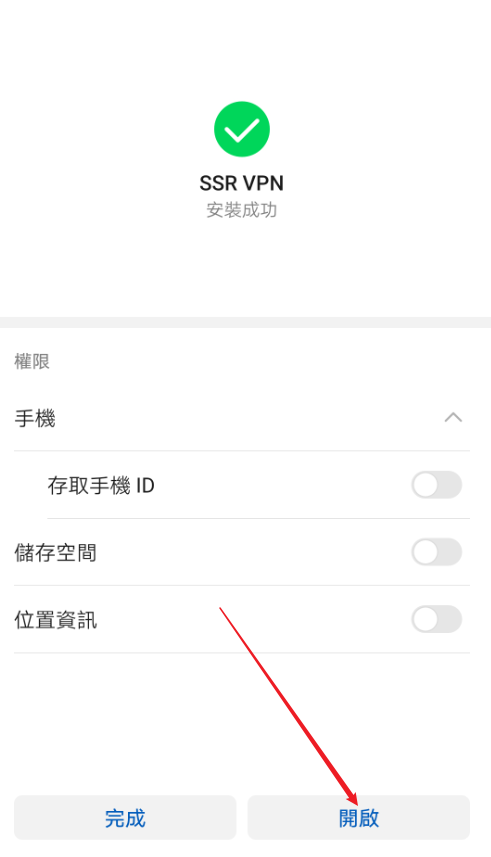 SSR VPN
安裝成功
權限
手機
存取手機 ID
儲存空間
位置資訊
完成
開啟